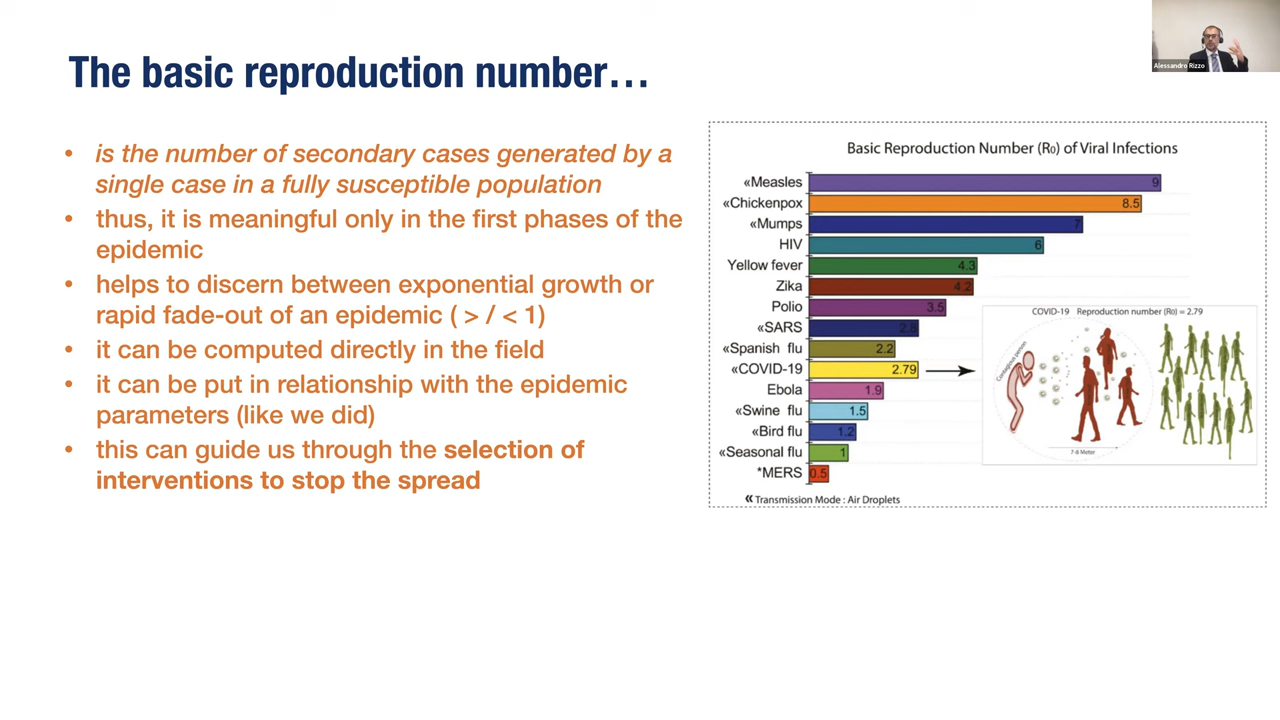 The basic reproduction number…
• is the number of secondary cases generated by a
single case in a fully susceptible population
• thus, it is meaningful only in the first phases of the
epidemic
• helps to discern between exponential growth or
rapid fade-out of an epidemic ( > / < 1)
• it can be computed directly in the field
• it can be put in relationship with the epidemic
parameters (like we did)
• this can guide us through the selection of
interventions to stop the spread
Alessandro Rizzo
Basic Reproduction Number (R₀) of Viral Infections
«Measles 9
«Chickenpox 8.5
«Mumps 7
HIV 6
Yellow fever 4.3
Zika 4.2
Polio 3.5
«SARS 2.8
«Spanish flu 2.2
«COVID-19 2.79
Ebola 1.9
«Swine flu 1.5
«Bird flu 1.2
«Seasonal flu 1
*MERS 0.5
« Transmission Mode : Air Droplets
COVID-19 Reproduction number (R₀) = 2.79
Contagious person
7-8 Meter